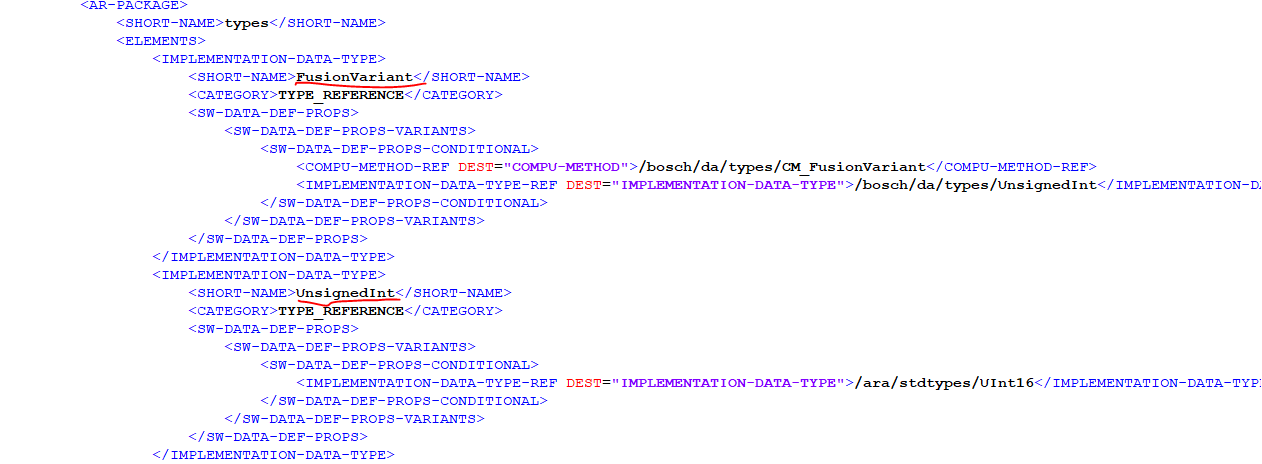 <AR-PACKAGE>
<SHORT-NAME>types</SHORT-NAME>
<ELEMENTS>
<IMPLEMENTATION-DATA-TYPE>
<SHORT-NAME>FusionVariant</SHORT-NAME>
<CATEGORY>TYPE_REFERENCE</CATEGORY>
<SW-DATA-DEF-PROPS>
<SW-DATA-DEF-PROPS-VARIANTS>
<SW-DATA-DEF-PROPS-CONDITIONAL>
<COMPU-METHOD-REF DEST="COMPU-METHOD">/bosch/da/types/CM_FusionVariant</COMPU-METHOD-REF>
<IMPLEMENTATION-DATA-TYPE-REF DEST="IMPLEMENTATION-DATA-TYPE">/bosch/da/types/UnsignedInt</IMPLEMENTATION-DA
</SW-DATA-DEF-PROPS-CONDITIONAL>
</SW-DATA-DEF-PROPS-VARIANTS>
</SW-DATA-DEF-PROPS>
</IMPLEMENTATION-DATA-TYPE>
<IMPLEMENTATION-DATA-TYPE>
<SHORT-NAME>UnsignedInt</SHORT-NAME>
<CATEGORY>TYPE_REFERENCE</CATEGORY>
<SW-DATA-DEF-PROPS>
<SW-DATA-DEF-PROPS-VARIANTS>
<SW-DATA-DEF-PROPS-CONDITIONAL>
<IMPLEMENTATION-DATA-TYPE-REF DEST="IMPLEMENTATION-DATA-TYPE">/ara/stdtypes/UInt16</IMPLEMENTATION-DATA-TYPE
</SW-DATA-DEF-PROPS-CONDITIONAL>
</SW-DATA-DEF-PROPS-VARIANTS>
</SW-DATA-DEF-PROPS>
</IMPLEMENTATION-DATA-TYPE>